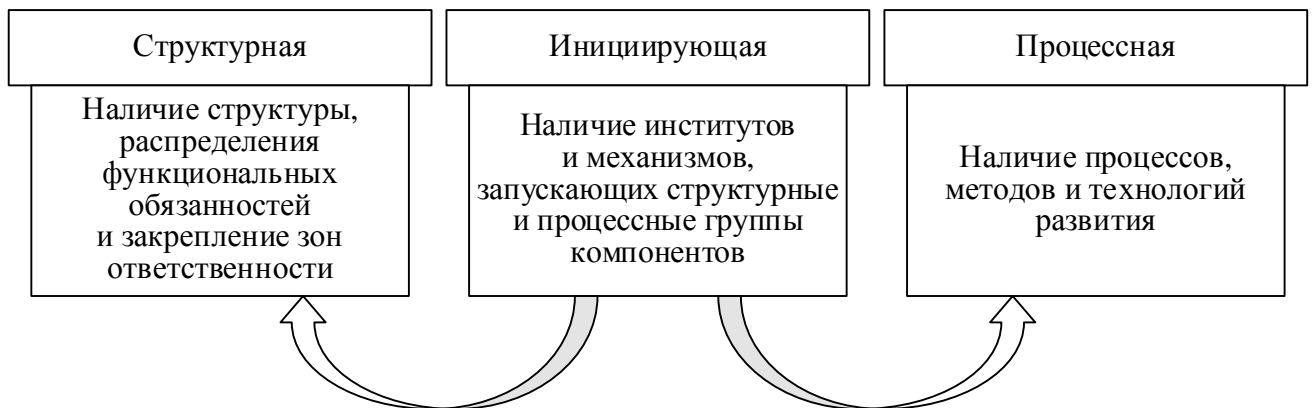 Структурная
Наличие структуры,
распределения
функциональных
обязанностей
и закрепление зон
ответственности
Инициирующая
Наличие институтов
и механизмов,
запускающих структурные
и процессные группы
компонентов
Процессная
Наличие процессов,
методов и технологий
развития